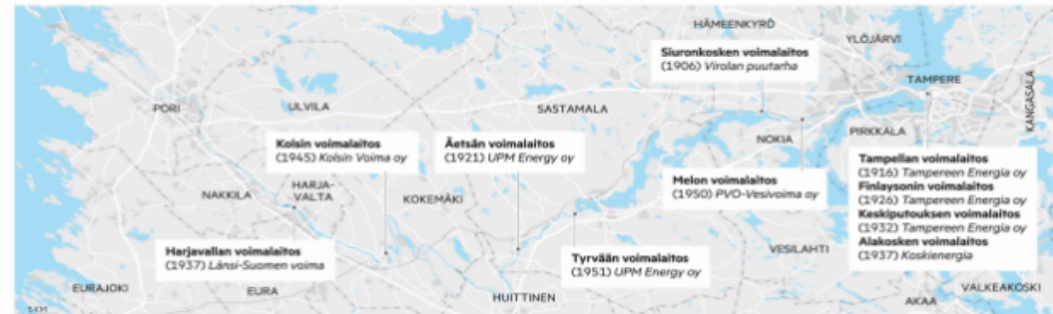 HÄMEENKYRÖ
YLÖJÄRVI
Siuronkosken voimalaitos
(1906) Virolan puutarha
TAMPERE
KANGASALA
PORI
ULVILA
SASTAMALA
NOKIA
PIRKKALA
Kolsin voimalaitos
(1945) Kolsin Voima oy
Äetsän voimalaitos
(1921) UPM Energy oy
Tampellan voimalaitos
(1916) Tampereen Energia oy
Finlaysonin voimalaitos
(1926) Tampereen Energia oy
Keskiputouksen voimalaitos
(1932) Tampereen Energia oy
Alakosken voimalaitos
(1937) Koskienergia
Melon voimalaitos
(1950) PVO-Vesivoima oy
NAKKILA
HARJA-
VALTA
KOKEMÄKI
Harjavallan voimalaitos
(1937) Länsi-Suomen voima
Tyrvään voimalaitos
(1951) UPM Energy oy
VESILAHTI
EURAJOKI
EURA
HUITTINEN
VALKEAKOSKI
AKAA
5 KM